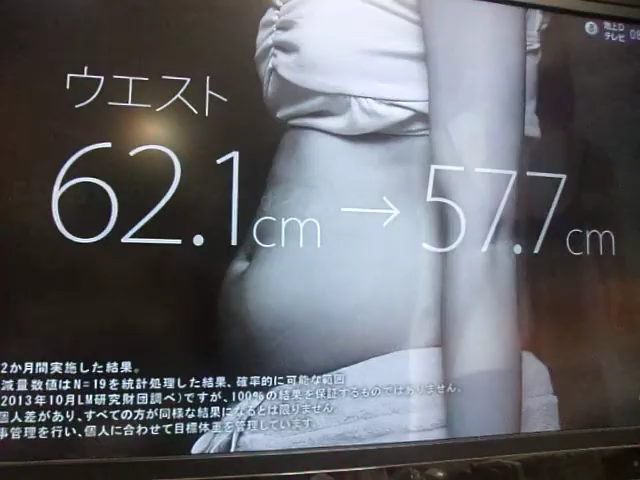 地上D
テレビ 08
ウエスト
62.1cm → 57.7cm
2か月間実施した結果。
減量数値はN=19を統計処理した結果、確率的に可能な範囲
2013年10月LM研究財団調べ)ですが、100%の結果を保証するものではありません。
個人差があり、すべての方が同様な結果になるとは限りません。
事管理を行い、個人に合わせて目標体重を管理しています。